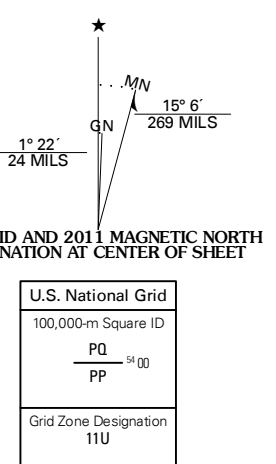 ★
MN
15° 6´
269 MILS
GN
1° 22´
24 MILS
ID AND 2011 MAGNETIC NORTH
NATION AT CENTER OF SHEET
U.S. National Grid
100,000-m Square ID
PQ
54 00
PP
Grid Zone Designation
11U